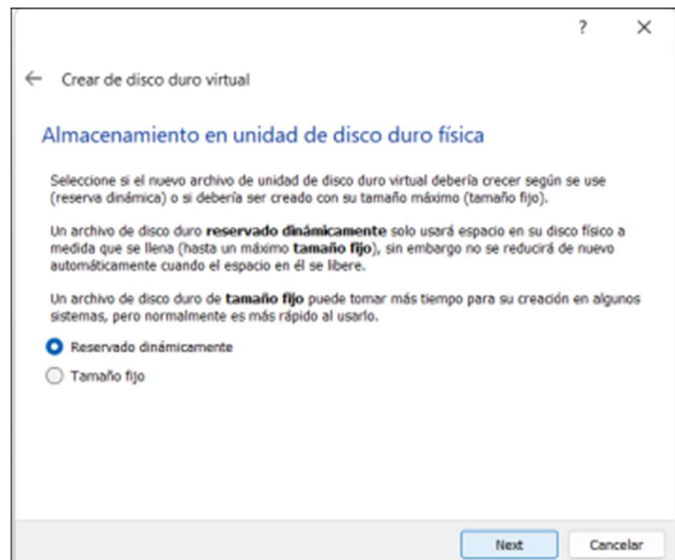 ?
Crear de disco duro virtual
Almacenamiento en unidad de disco duro física
Seleccione si el nuevo archivo de unidad de disco duro virtual debería crecer según se use
(reserva dinámica) o si debería ser creado con su tamaño máximo (tamaño fijo).
Un archivo de disco duro reservado dinámicamente solo usará espacio en su disco físico a
medida que se llena (hasta un máximo tamaño fijo), sin embargo no se reducirá de nuevo
automáticamente cuando el espacio en él se libere.
Un archivo de disco duro de tamaño fijo puede tomar más tiempo para su creación en algunos
sistemas, pero normalmente es más rápido al usarlo.
Reservado dinámicamente
Tamaño fijo
Next Cancelar